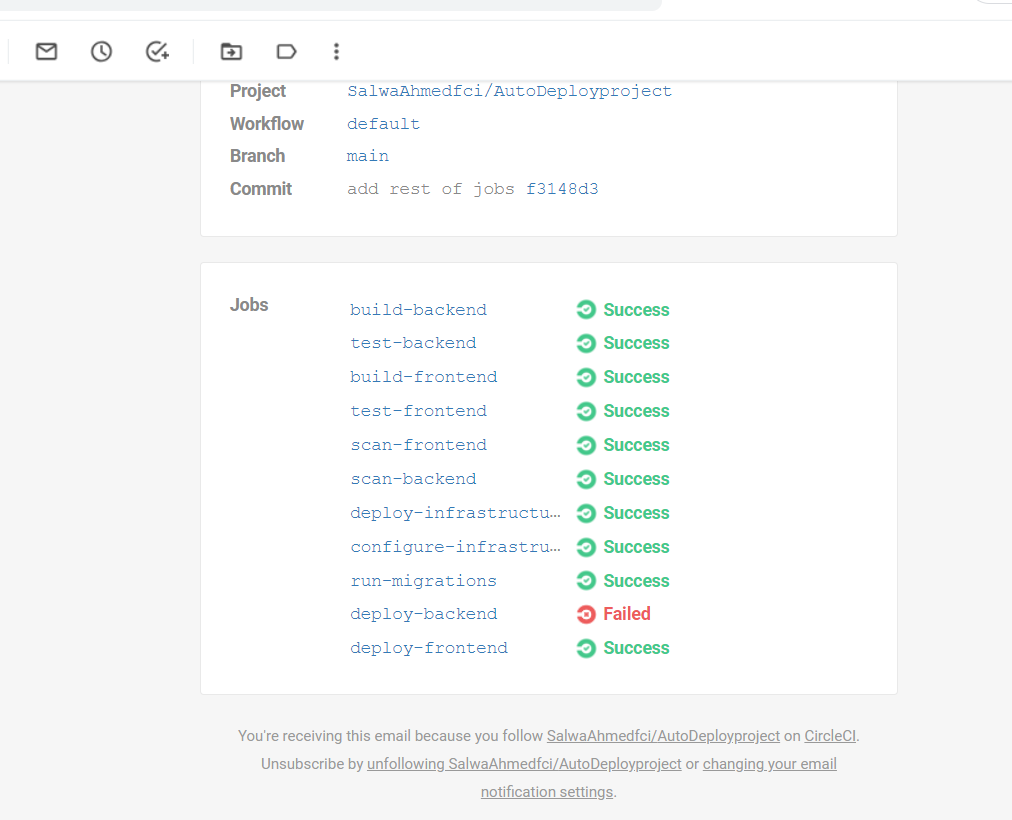 Project SalwaAhmedfci/AutoDeployproject
Workflow default
Branch main
Commit add rest of jobs f3148d3
Jobs
build-backend Success
test-backend Success
build-frontend Success
test-frontend Success
scan-frontend Success
scan-backend Success
deploy-infrastructu… Success
configure-infrastru… Success
run-migrations Success
deploy-backend Failed
deploy-frontend Success
You're receiving this email because you follow SalwaAhmedfci/AutoDeployproject on CircleCI.
Unsubscribe by unfollowing SalwaAhmedfci/AutoDeployproject or changing your email
notification settings.